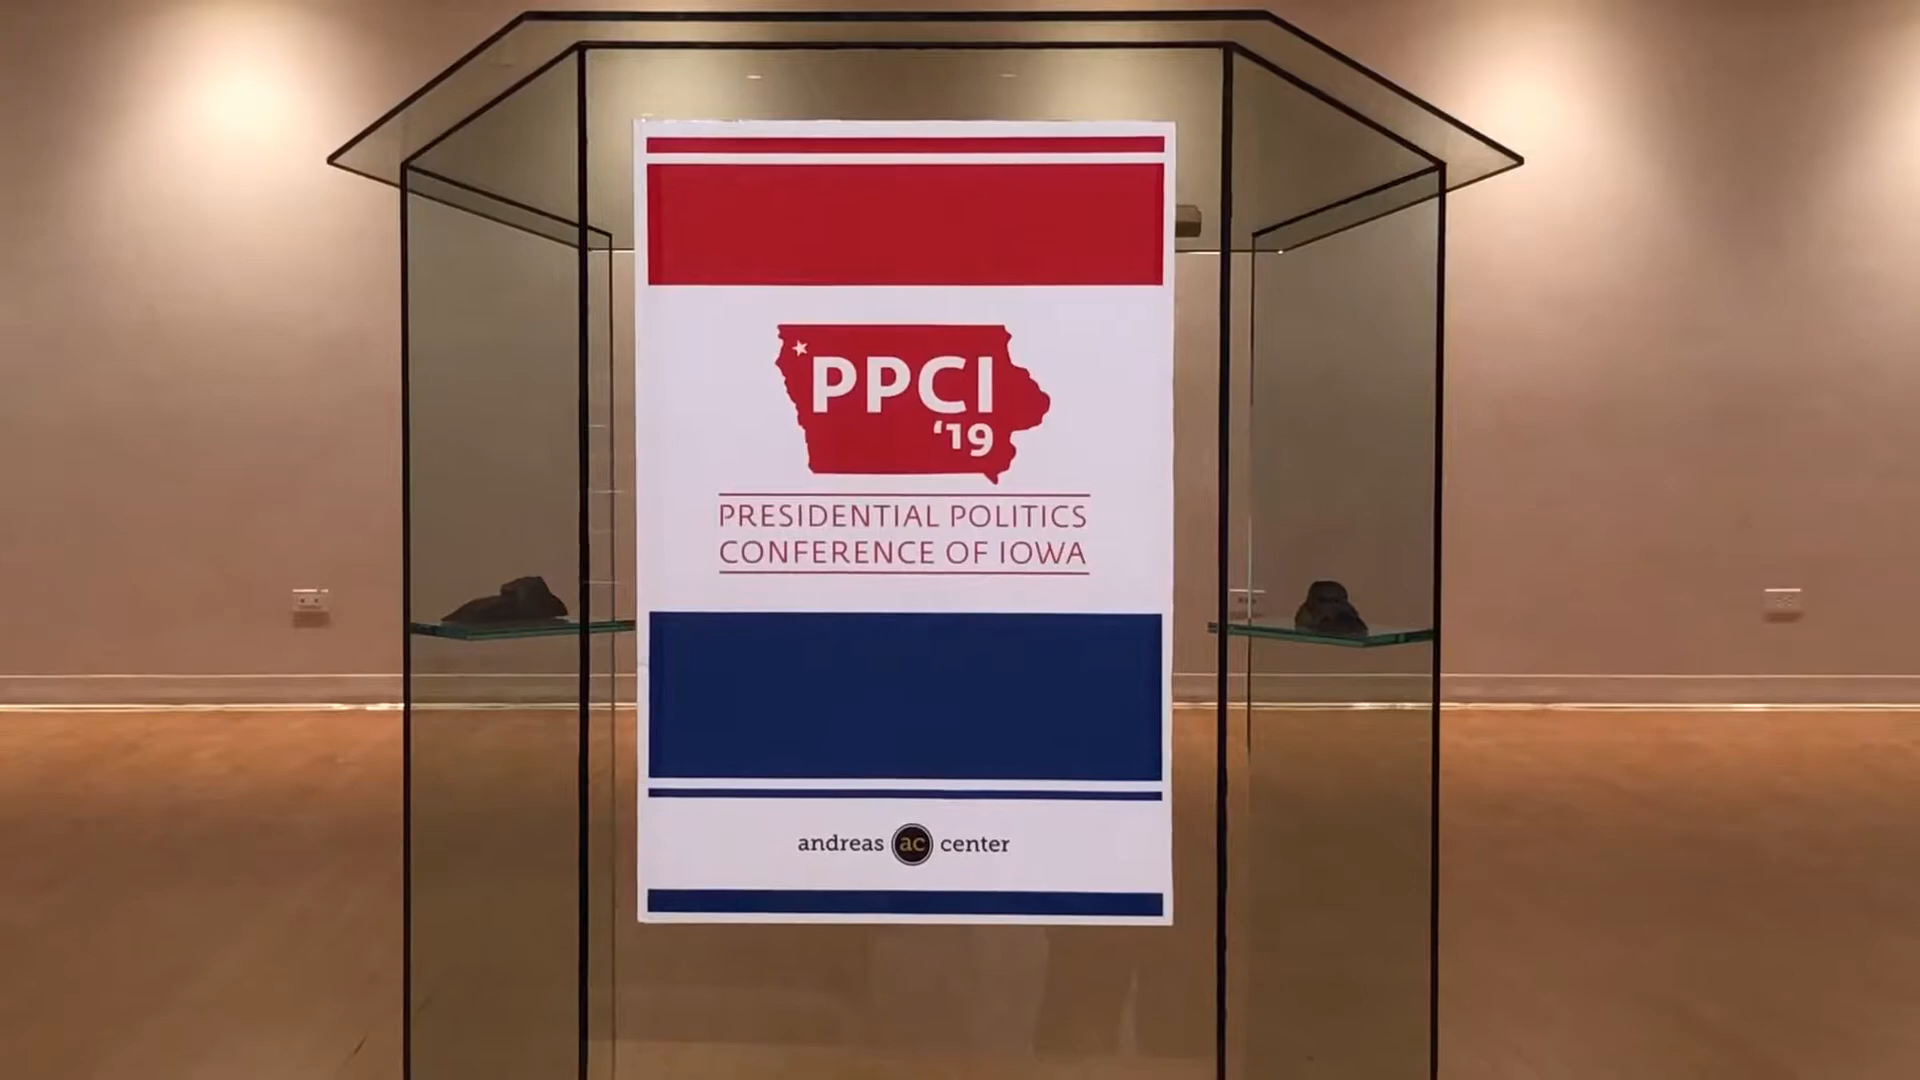 PPCI
‘19
PRESIDENTIAL POLITICS
CONFERENCE OF IOWA
andreas ac center